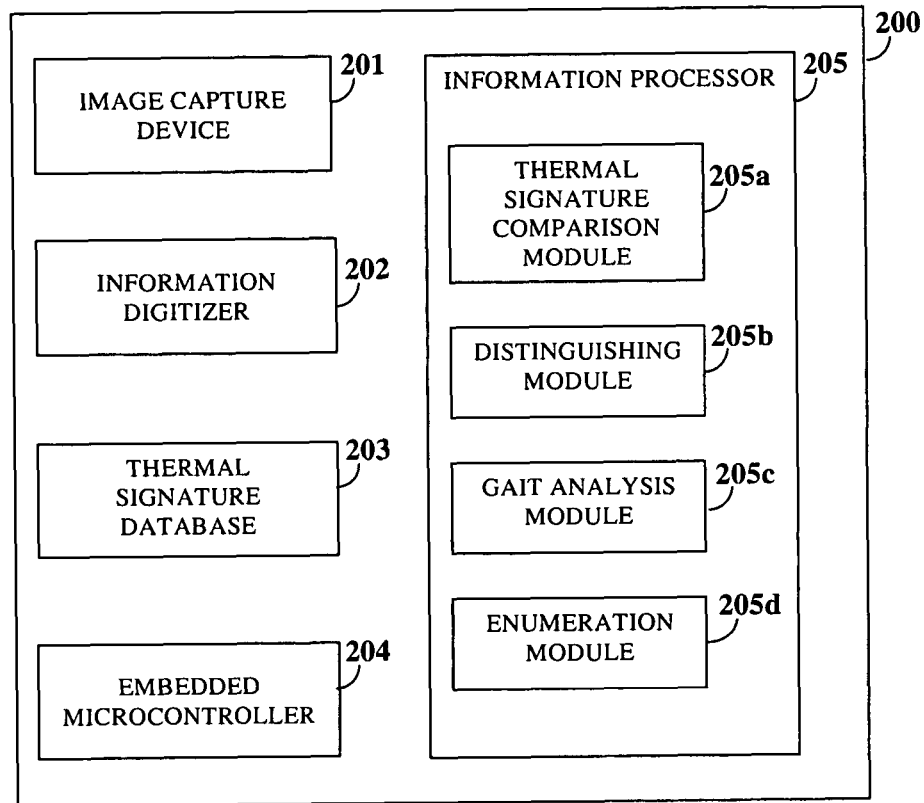 200
201
IMAGE CAPTURE
DEVICE
202
INFORMATION
DIGITIZER
203
THERMAL
SIGNATURE
DATABASE
204
EMBEDDED
MICROCONTROLLER
INFORMATION PROCESSOR
205
THERMAL
SIGNATURE
COMPARISON
MODULE
205a
DISTINGUISHING
MODULE
205b
GAIT ANALYSIS
MODULE
205c
ENUMERATION
MODULE
205d